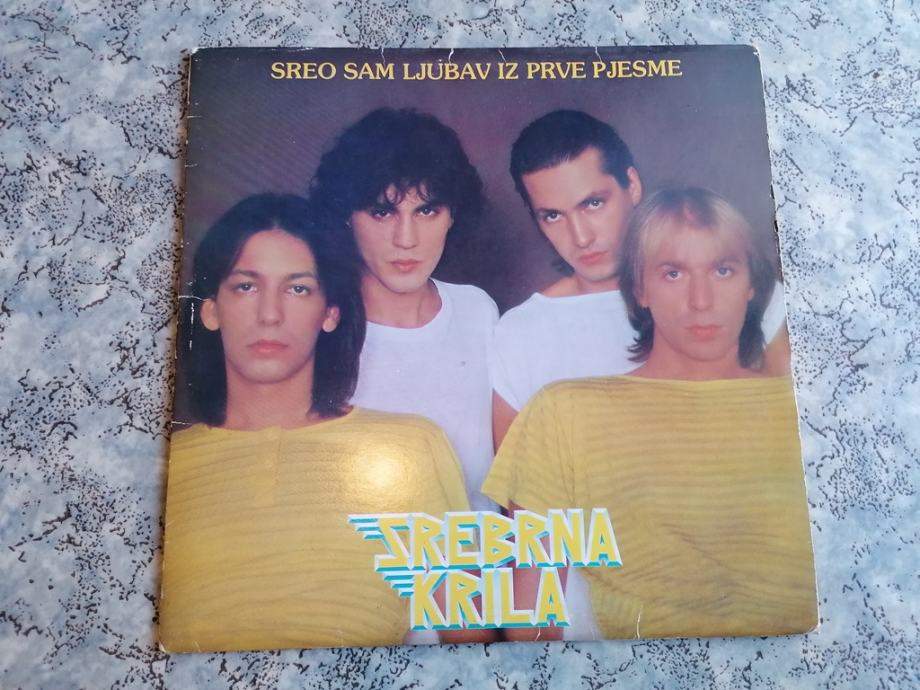 SREO SAM LJUBAV IZ PRVE PJESME
SREBRNA
KRILA